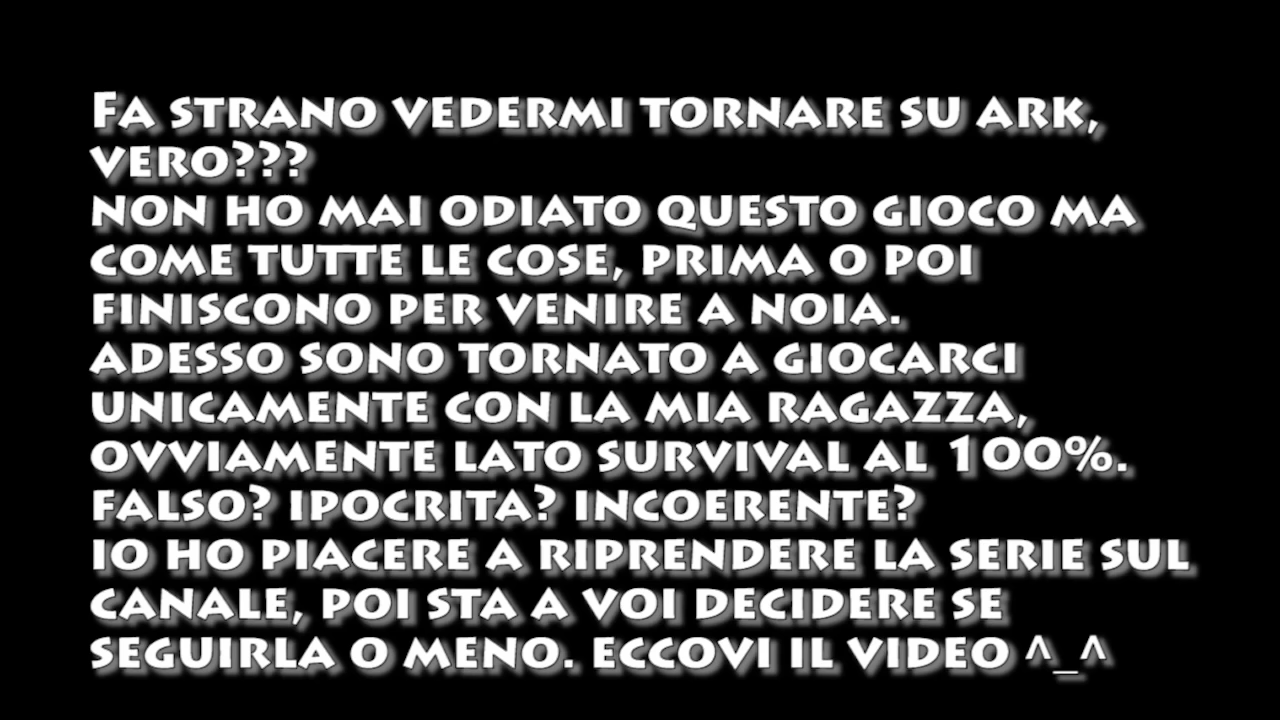 Fa strano vedermi tornare su ark,
vero???
non ho mai odiato questo gioco ma
come tutte le cose, prima o poi
finiscono per venire a noia.
adesso sono tornato a giocarci
unicamente con la mia ragazza,
ovviamente lato survival al 100%.
falso? ipocrita? incoerente?
io ho piacere a riprendere la serie sul
canale, poi sta a voi decidere se
seguirla o meno. eccovi il video ^_^